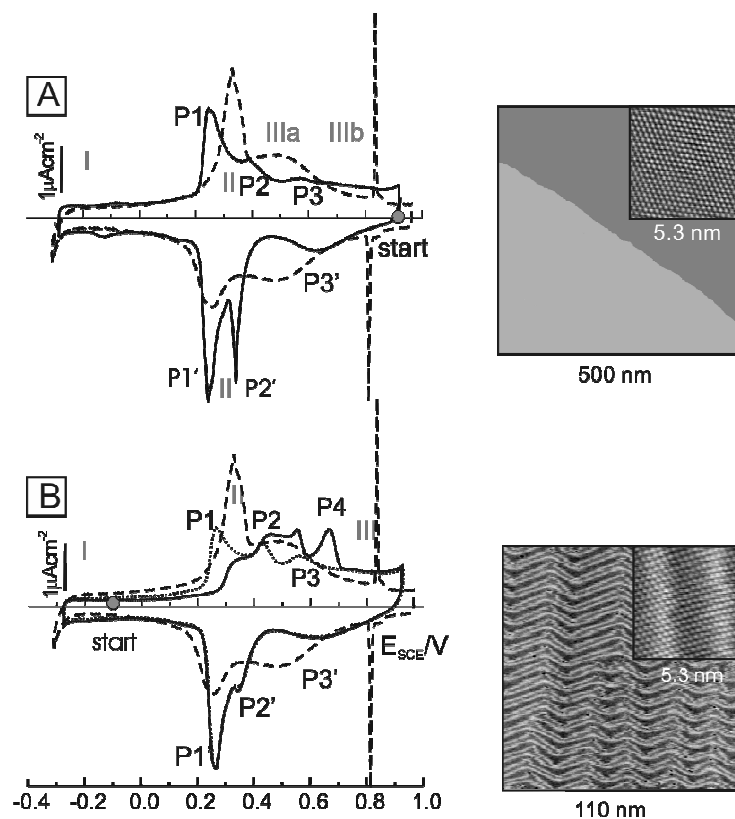 A
P1
IIIa
IIIb
1µAcm⁻²
I
II
P2
P3
5.3 nm
start
P3'
P1'
II
P2'
500 nm
B
II
P4
P1
P2
III
1µAcm⁻²
I
P3
start
E_SCE/V
P3'
5.3 nm
P2'
P1
-0.4 -0.2 0.0 0.2 0.4 0.6 0.8 1.0
110 nm